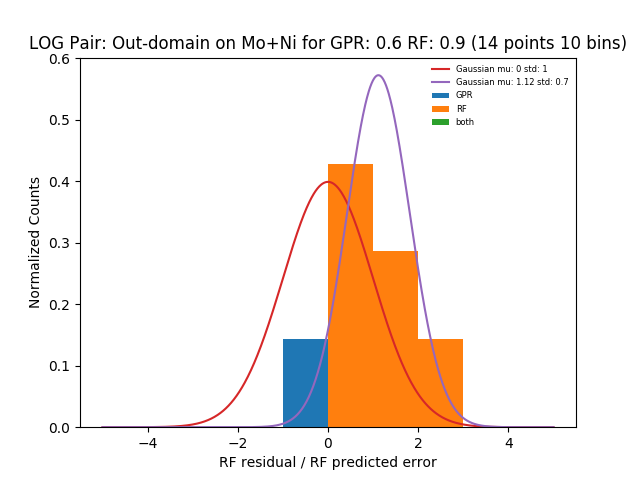 LOG Pair: Out-domain on Mo+Ni for GPR: 0.6 RF: 0.9 (14 points 10 bins)
Gaussian mu: 0 std: 1
Gaussian mu: 1.12 std: 0.7
GPR
RF
both
0.6
0.5
0.4
0.3
0.2
0.1
0.0
Normalized Counts
−4
−2
0
2
4
RF residual / RF predicted error